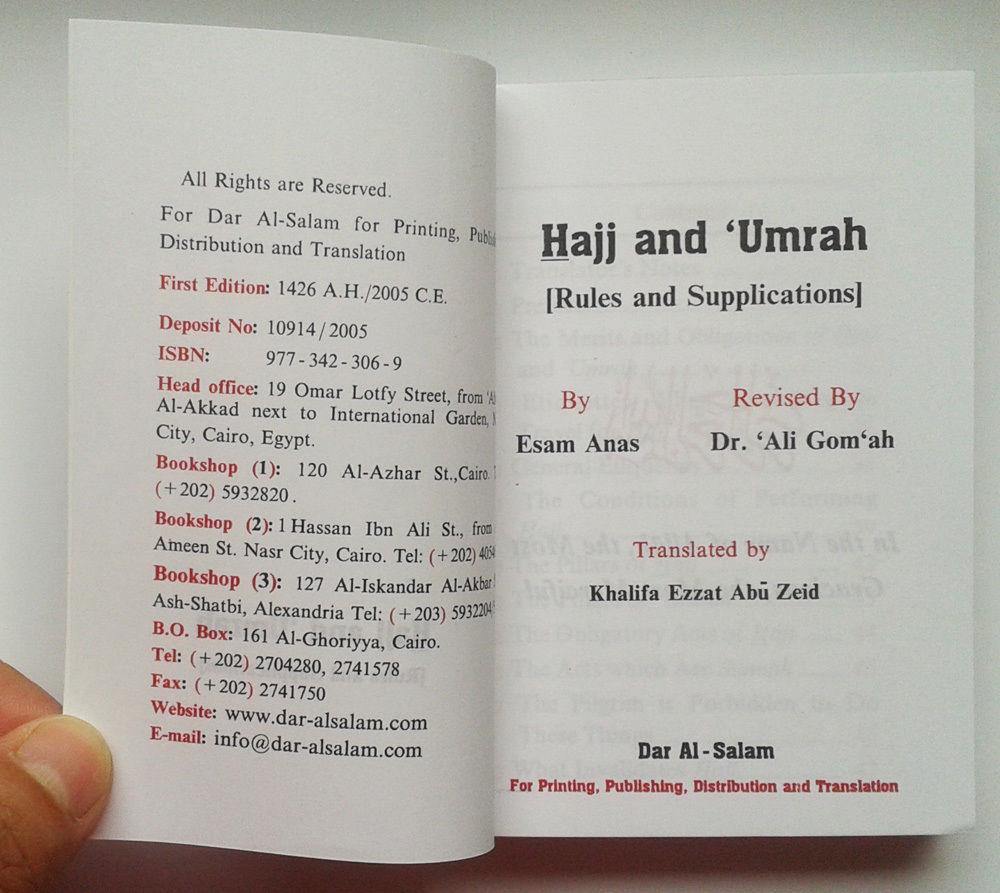 All Rights are Reserved.
For Dar Al-Salam for Printing,
Distribution and Translation
First Edition: 1426 A.H./2005 C.E.
Deposit No: 10914/2005
ISBN: 977-342-306-9
Head office: 19 Omar Lotfy Street, from
Al-Akkad next to International Garden,
City, Cairo, Egypt.
Bookshop (1): 120 Al-Azhar St.,Cairo.
(+202) 5932820.
Bookshop (2): 1 Hassan Ibn Ali St., from
Ameen St. Nasr City, Cairo. Tel: (+202)
Bookshop (3): 127 Al-Iskandar Al-Akbar
Ash-Shatbi, Alexandria Tel: (+203) 5932204
B.O. Box: 161 Al-Ghoriyya, Cairo.
Tel: (+202) 2704280, 2741578
Fax: (+202) 2741750
Website: www.dar-alsalam.com
E-mail: info@dar-alsalam.com
Hajj and ‘Umrah
[Rules and Supplications]
By
Esam Anas
Revised By
Dr. ‘Ali Gom‘ah
Translated by
Khalifa Ezzat Abū Zeid
Dar Al-Salam
For Printing, Publishing, Distribution and Translation